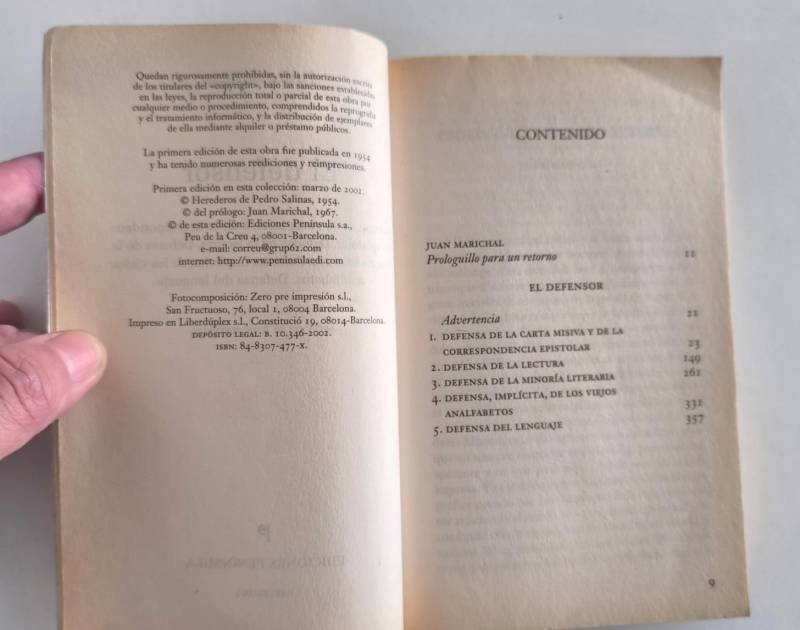 Quedan rigurosamente prohibidas, sin la autorización escrita
de los titulares del «copyright», bajo las sanciones establecidas
en las leyes, la reproducción total o parcial de esta obra por
cualquier medio o procedimiento, comprendidos la reprografía
y el tratamiento informático, y la distribución de ejemplares
de ella mediante alquiler o préstamo públicos.
La primera edición de esta obra fue publicada en 1954
y ha tenido numerosas reediciones y reimpresiones.
Primera edición en esta colección: marzo de 2002.
© Herederos de Pedro Salinas, 1954.
© del prólogo: Juan Marichal, 1967.
© de esta edición: Ediciones Península s.a.,
Peu de la Creu 4, 08001-Barcelona.
e-mail: correu@grup62.com
internet: http://www.peninsulaedi.com
Fotocomposición: Zero pre impresión s.l.,
San Fructuoso, 76, local 1, 08004 Barcelona.
Impreso en Liberdúplex s.l., Constitució 19, 08014-Barcelona.
DEPÓSITO LEGAL: B. 10.346-2002.
ISBN: 84-8307-477-X.
CONTENIDO
JUAN MARICHAL
Prologuillo para un retorno 11
EL DEFENSOR
Advertencia 21
1. DEFENSA DE LA CARTA MISIVA Y DE LA
CORRESPONDENCIA EPISTOLAR 23
2. DEFENSA DE LA LECTURA 149
3. DEFENSA DE LA MINORÍA LITERARIA 261
4. DEFENSA, IMPLÍCITA, DE LOS VIEJOS
ANALFABETOS 331
5. DEFENSA DEL LENGUAJE 357
9